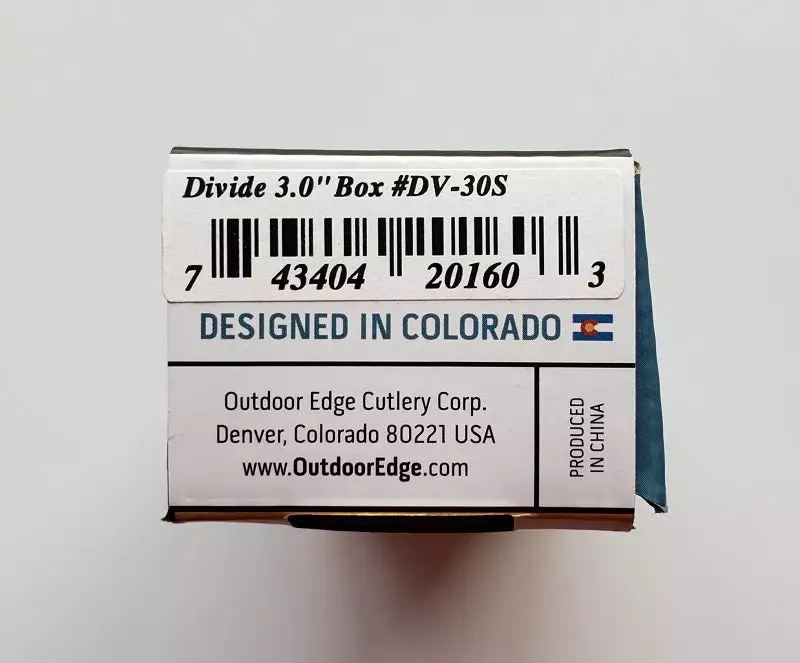 Divide 3.0" Box #DV-30S
7 43404 20160 3
DESIGNED IN COLORADO
Outdoor Edge Cutlery Corp.
Denver, Colorado 80221 USA
www.OutdoorEdge.com
PRODUCED
IN CHINA